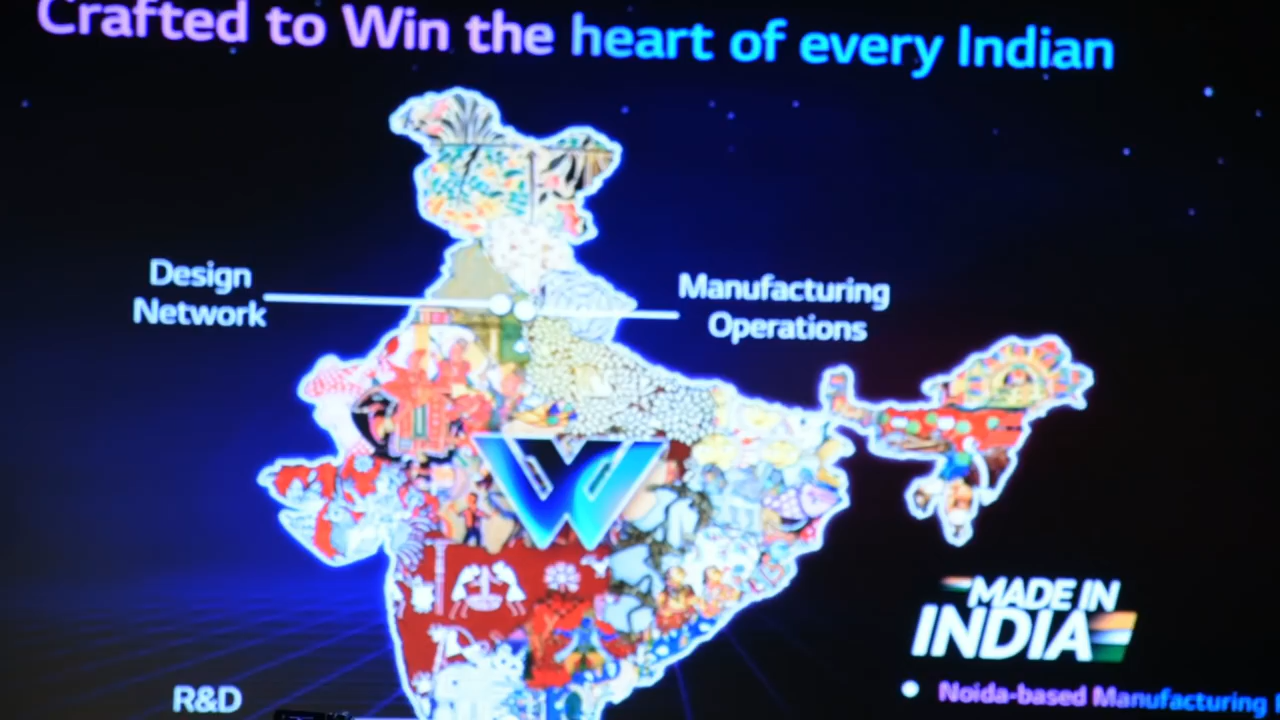 Crafted to Win the heart of every Indian
Design
Network
Manufacturing
Operations
W
MADE IN
INDIA
R&D
Noida-based Manufacturing